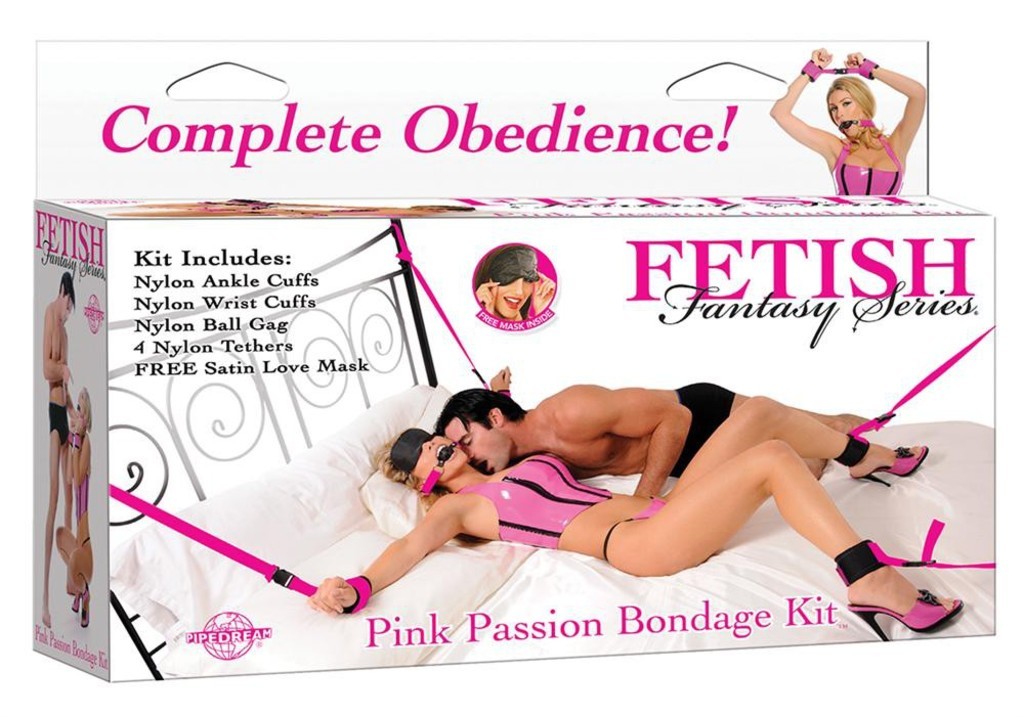 Complete Obedience!
FETISH
Fantasy Series.
Pink Passion Bondage Kit
Kit Includes:
Nylon Ankle Cuffs
Nylon Wrist Cuffs
Nylon Ball Gag
4 Nylon Tethers
FREE Satin Love Mask
FREE MASK INSIDE
FETISH
Fantasy Series®
PIPEDREAM®
Pink Passion Bondage Kit™